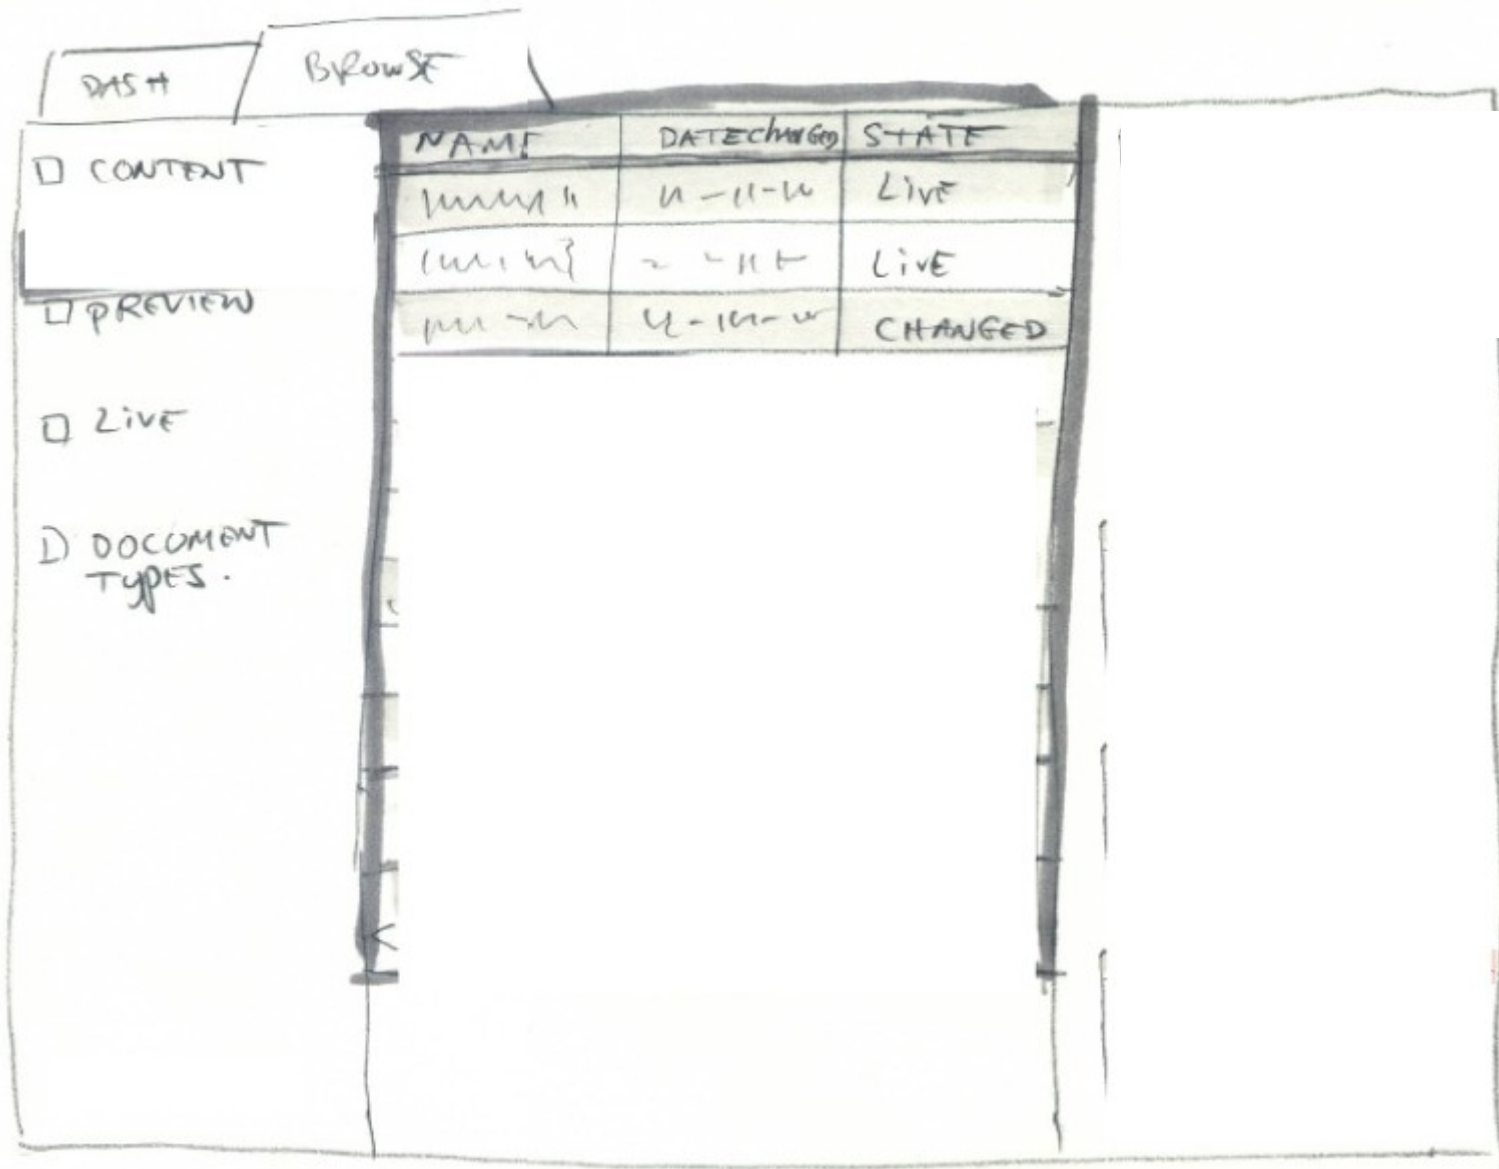 DASH
BROWSE
CONTENT
PREVIEW
LIVE
DOCUMENT
TYPES.
NAME DATECHANGED STATE
LIVE
LIVE
CHANGED